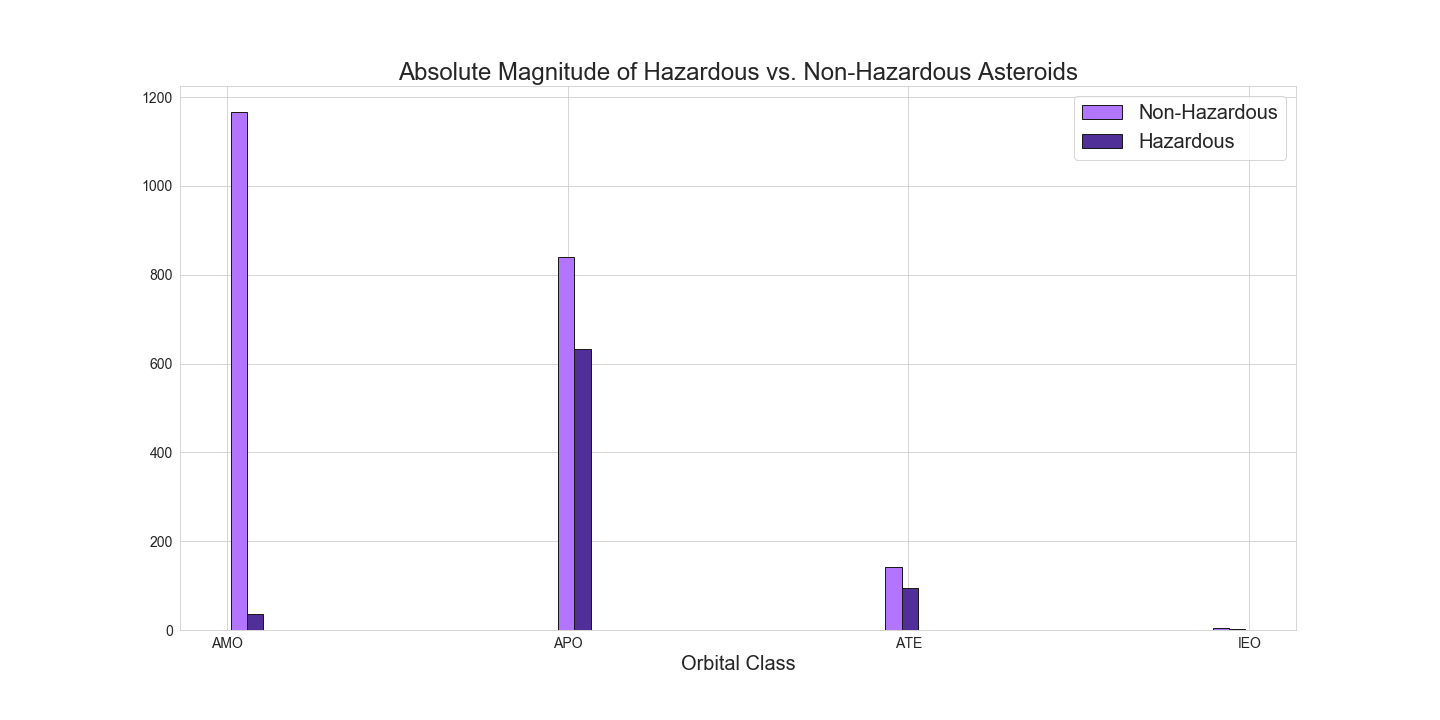 Absolute Magnitude of Hazardous vs. Non-Hazardous Asteroids
Non-Hazardous
Hazardous
1200
1000
800
600
400
200
0
AMO
APO
ATE
IEO
Orbital Class